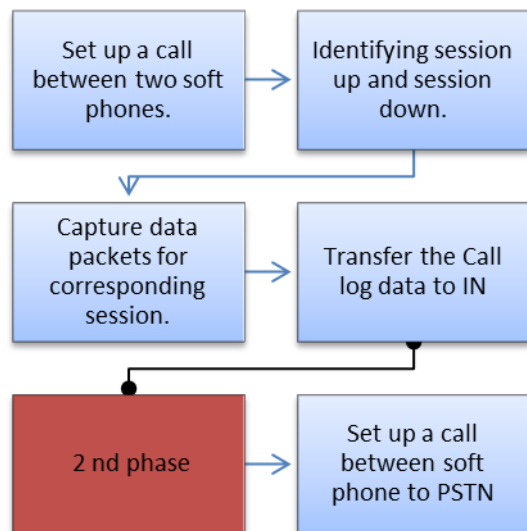 Set up a call
between two soft
phones.
Identifying session
up and session
down.
Capture data
packets for
corresponding
session.
Transfer the Call
log data to IN
2 nd phase
Set up a call
between soft
phone to PSTN